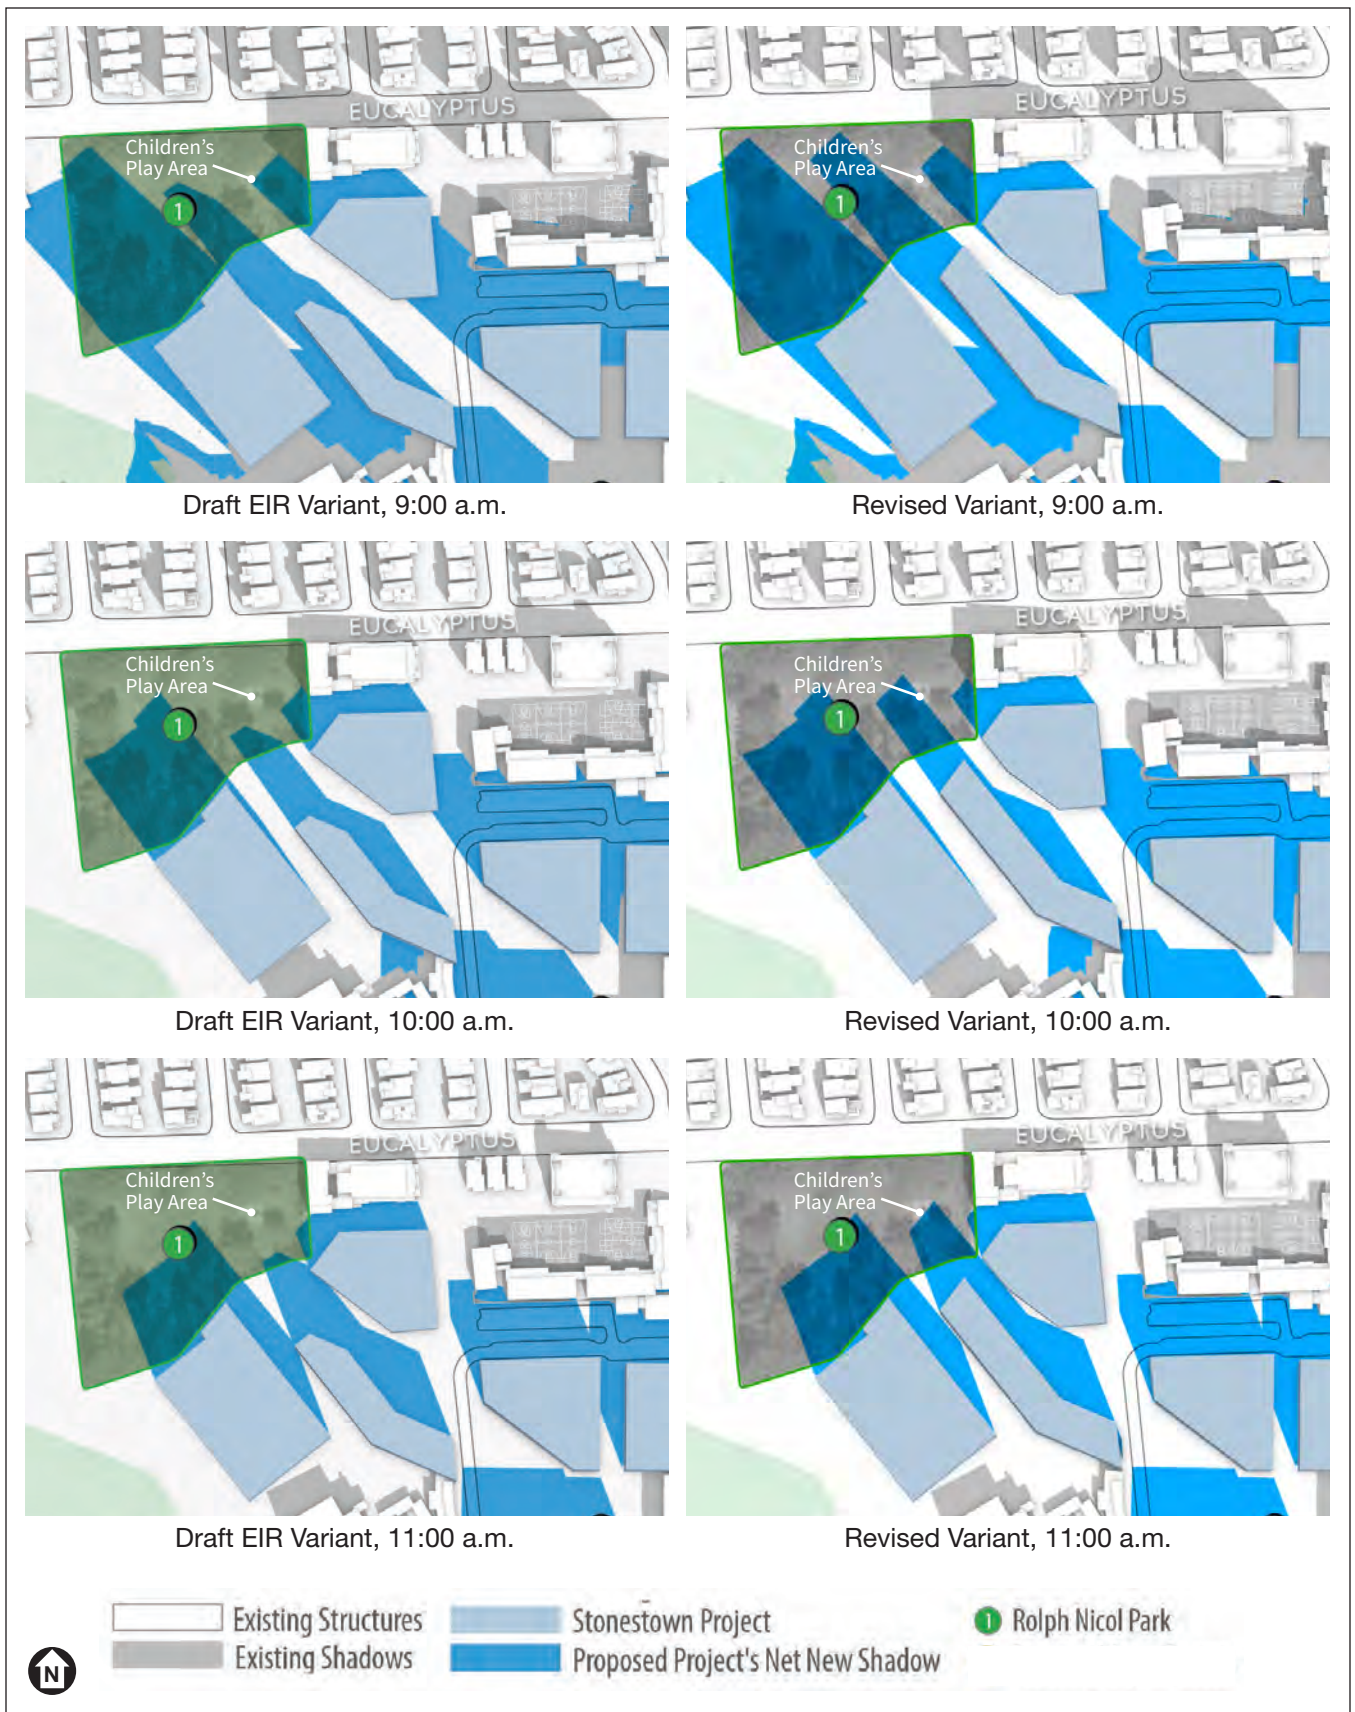 EUCALYPTUS
EUCALYPTUS
Children's
Play Area
Children's
Play Area
1
1
Draft EIR Variant, 9:00 a.m.
Revised Variant, 9:00 a.m.
EUCALYPTUS
EUCALYPTUS
Children's
Play Area
Children's
Play Area
1
1
Draft EIR Variant, 10:00 a.m.
Revised Variant, 10:00 a.m.
EUCALYPTUS
EUCALYPTUS
Children's
Play Area
Children's
Play Area
1
1
Draft EIR Variant, 11:00 a.m.
Revised Variant, 11:00 a.m.
Existing Structures
Stonestown Project
1 Rolph Nicol Park
Existing Shadows
Proposed Project's Net New Shadow
N